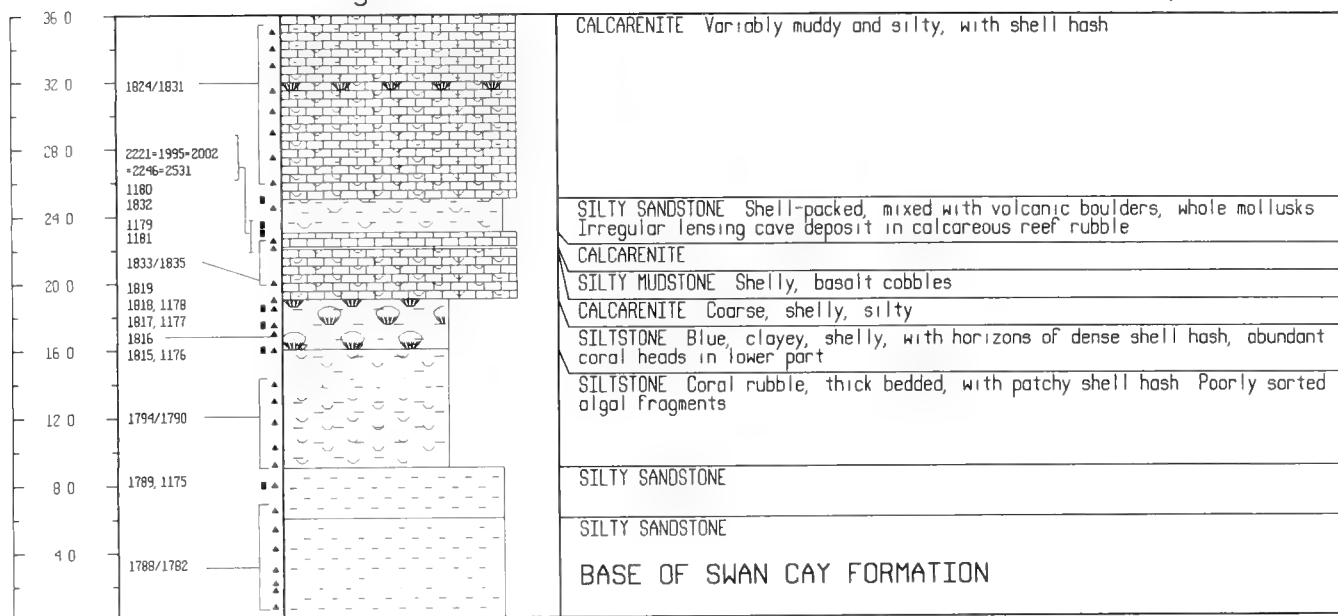 36 0
32 0
28 0
24 0
20 0
16 0
12 0
8 0
4 0
1824/1831
2221=1995=2002
=2246=2531
1180
1832
1179
1181
1833/1835
1819
1818, 1178
1817, 1177
1816
1815, 1176
1794/1790
1789, 1175
1788/1782
CALCARENITE Variably muddy and silty, with shell hash
SILTY SANDSTONE Shell-packed, mixed with volcanic boulders, whole mollusks
Irregular lensing cave deposit in calcareous reef rubble
CALCARENITE
SILTY MUDSTONE Shelly, basalt cobbles
CALCARENITE Coarse, shelly, silty
SILTSTONE Blue, clayey, shelly, with horizons of dense shell hash, abundant
coral heads in lower part
SILTSTONE Coral rubble, thick bedded, with patchy shell hash Poorly sorted
algal fragments
SILTY SANDSTONE
SILTY SANDSTONE
BASE OF SWAN CAY FORMATION